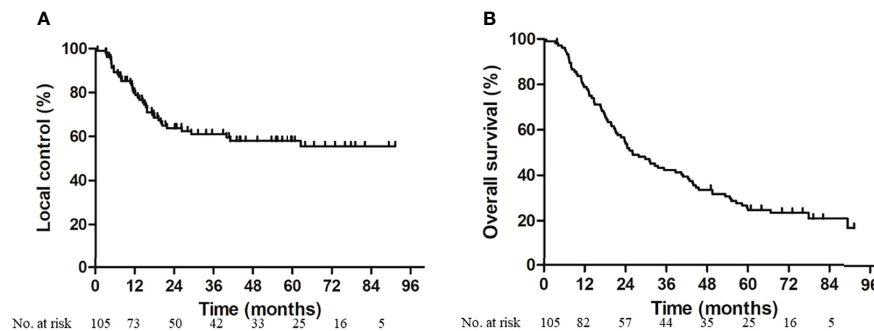 A
Local control (%)
100
80
60
40
20
0
0 12 24 36 48 60 72 84 96
Time (months)
No. at risk 105 73 50 42 33 25 16 5
B
Overall survival (%)
100
80
60
40
20
0
0 12 24 36 48 60 72 84 96
Time (months)
No. at risk 105 82 57 44 35 25 16 5